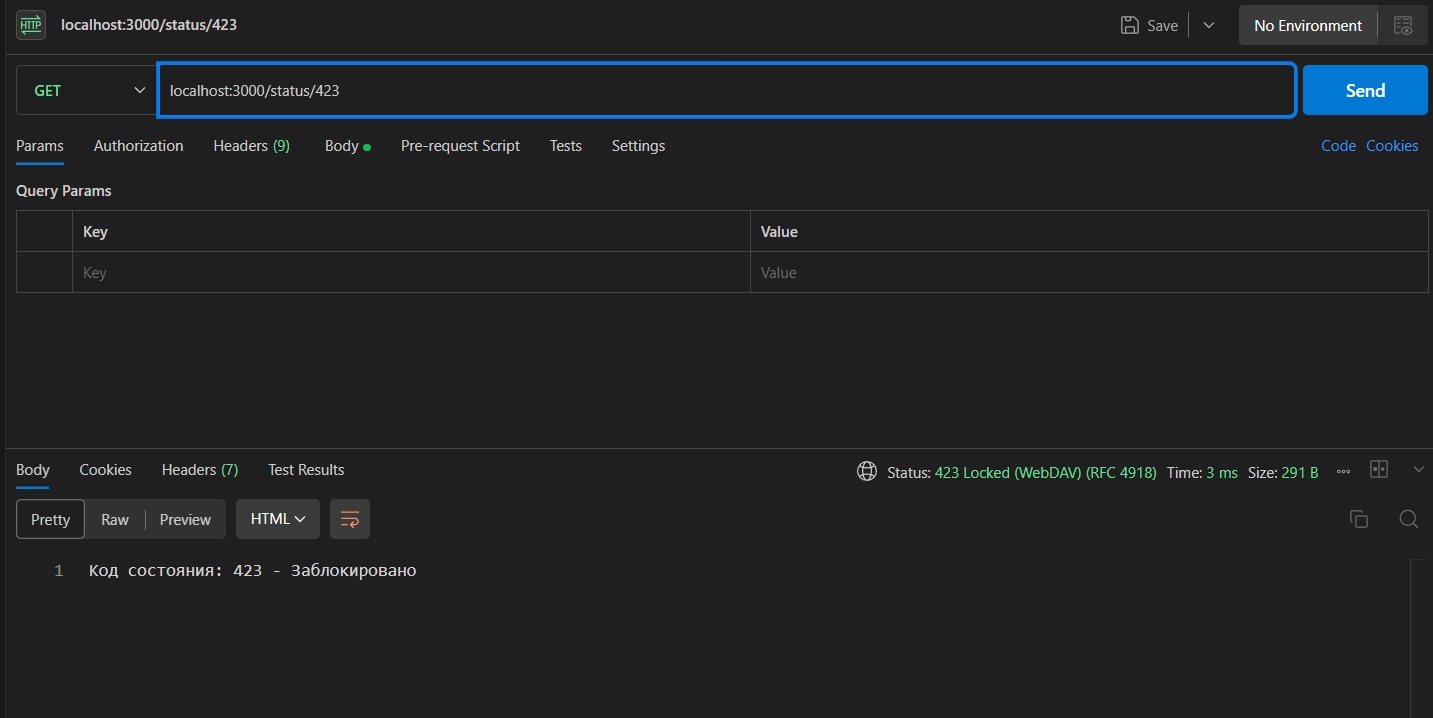 HTTP localhost:3000/status/423 Save No Environment
GET localhost:3000/status/423 Send
Params Authorization Headers (9) Body Pre-request Script Tests Settings Code Cookies
Query Params
Key Value
Key Value
Body Cookies Headers (7) Test Results Status: 423 Locked (WebDAV) (RFC 4918) Time: 3 ms Size: 291 B
Pretty Raw Preview HTML
1 Код состояния: 423 - Заблокировано